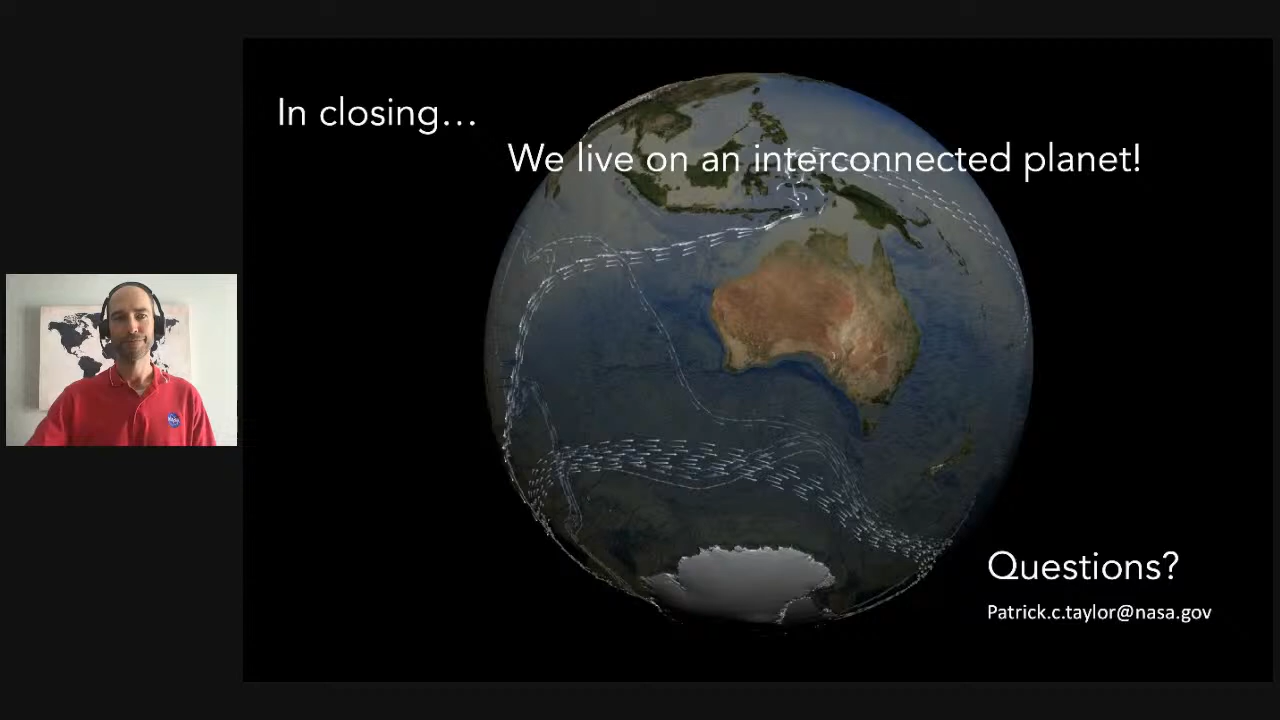 In closing...
We live on an interconnected planet!
Questions?
Patrick.c.taylor@nasa.gov